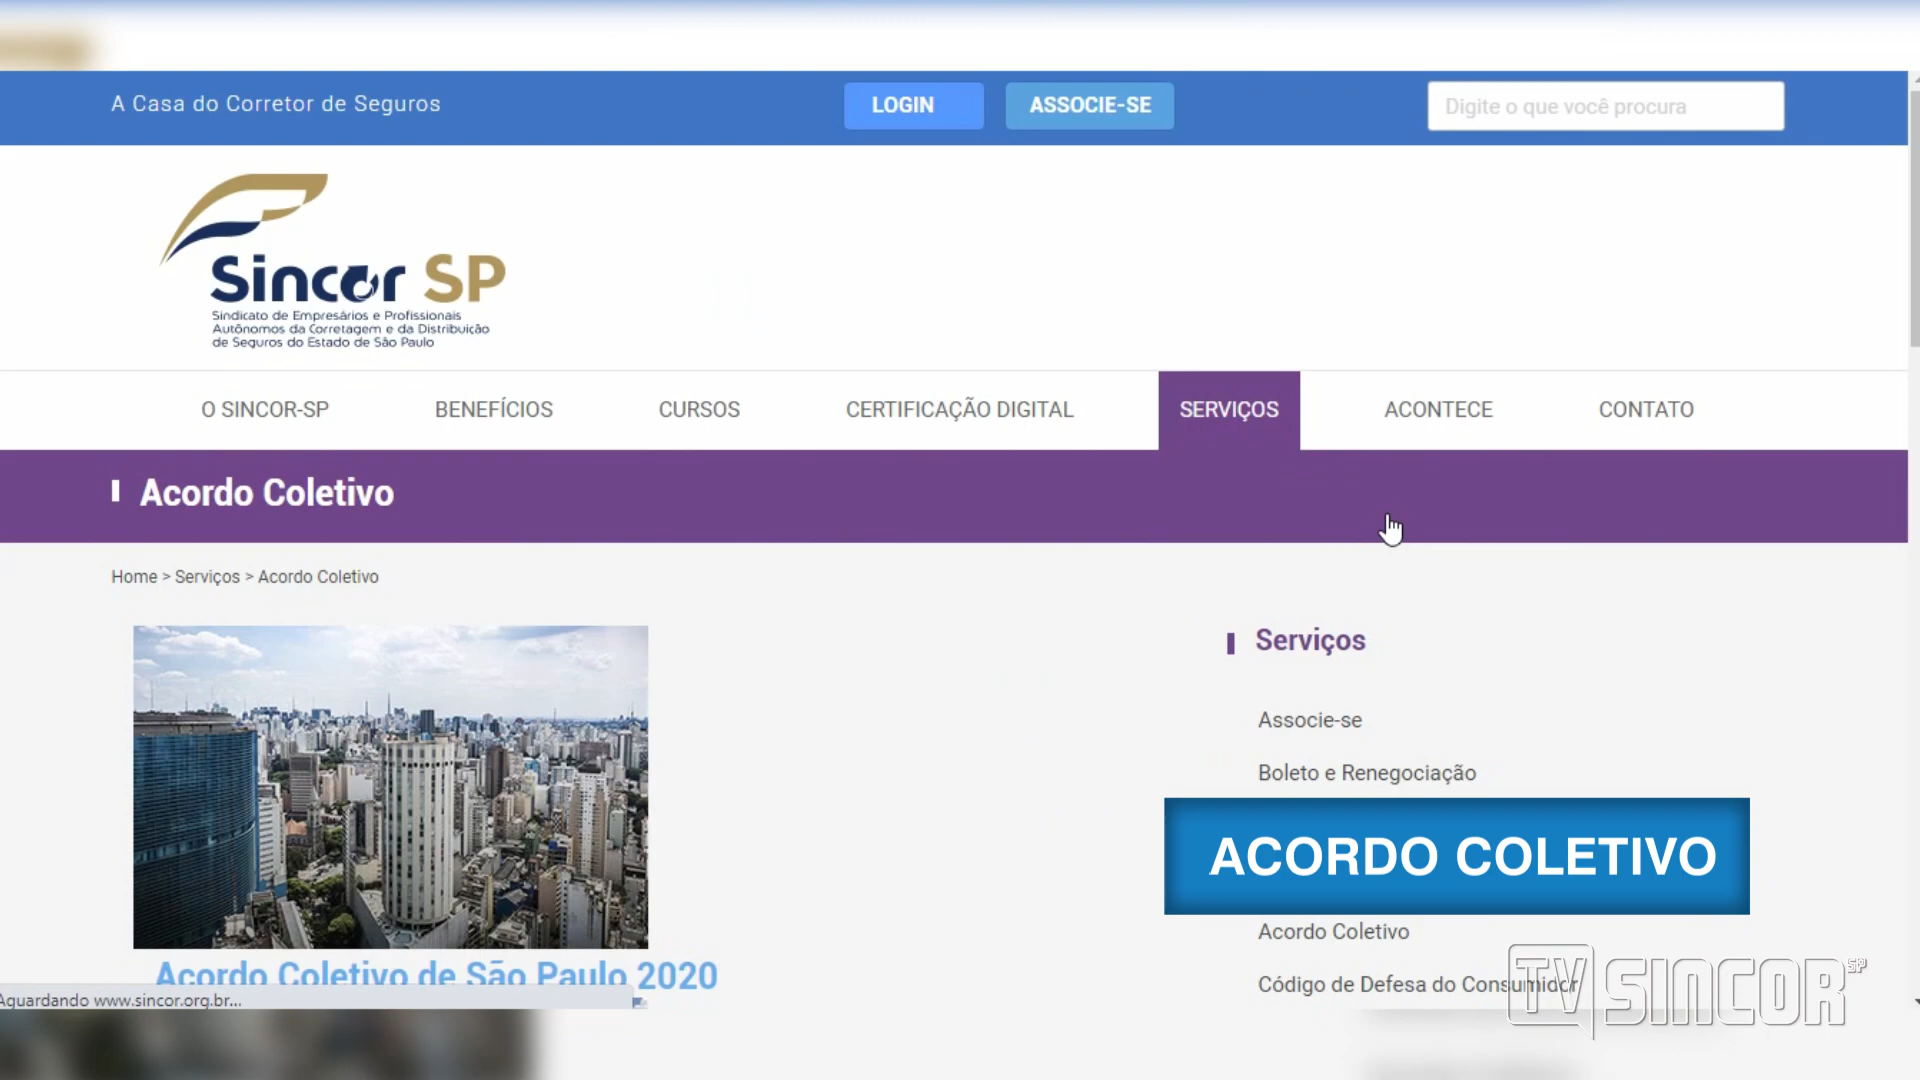 A Casa do Corretor de Seguros
LOGIN
ASSOCIE-SE
Digite o que você procura
Sincor SP
Sindicato de Empresários e Profissionais
Autônomos da Corretagem e da Distribuição
de Seguros do Estado de São Paulo
O SINCOR-SP
BENEFÍCIOS
CURSOS
CERTIFICAÇÃO DIGITAL
SERVIÇOS
ACONTECE
CONTATO
Acordo Coletivo
Home > Serviços > Acordo Coletivo
Serviços
Associe-se
Boleto e Renegociação
ACORDO COLETIVO
Acordo Coletivo
Código de Defesa do Consumidor
Acordo Coletivo de São Paulo 2020
Aguardando www.sincor.org.br...
TV SINCOR SP